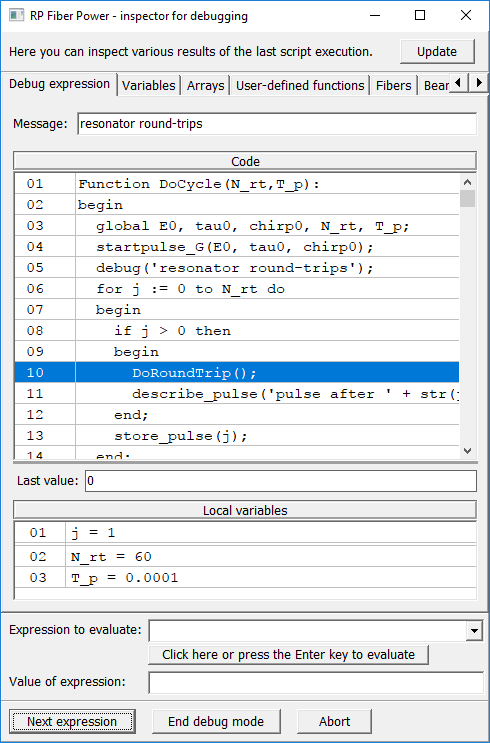 RP Fiber Power - inspector for debugging
Here you can inspect various results of the last script execution. Update
Debug expression Variables Arrays User-defined functions Fibers
Message: resonator round-trips
Code
01 Function DoCycle(N_rt,T_p):
02 begin
03 global E0, tau0, chirp0, N_rt, T_p;
04 startpulse_G(E0, tau0, chirp0);
05 debug('resonator round-trips');
06 for j := 0 to N_rt do
07 begin
08 if j > 0 then
09 begin
10 DoRoundTrip();
11 describe_pulse('pulse after ' + str(j
12 end;
13 store_pulse(j);
14 end;
Last value: 0
Local variables
01 j = 1
02 N_rt = 60
03 T_p = 0.0001
Expression to evaluate:
Click here or press the Enter key to evaluate
Value of expression:
Next expression End debug mode Abort